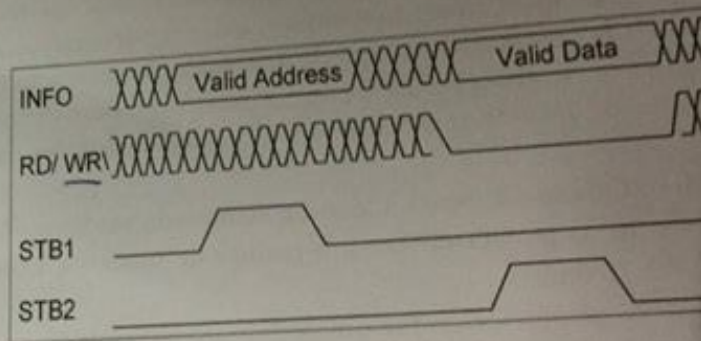 INFO Valid Address Valid Data
RD/ WR\
STB1
STB2